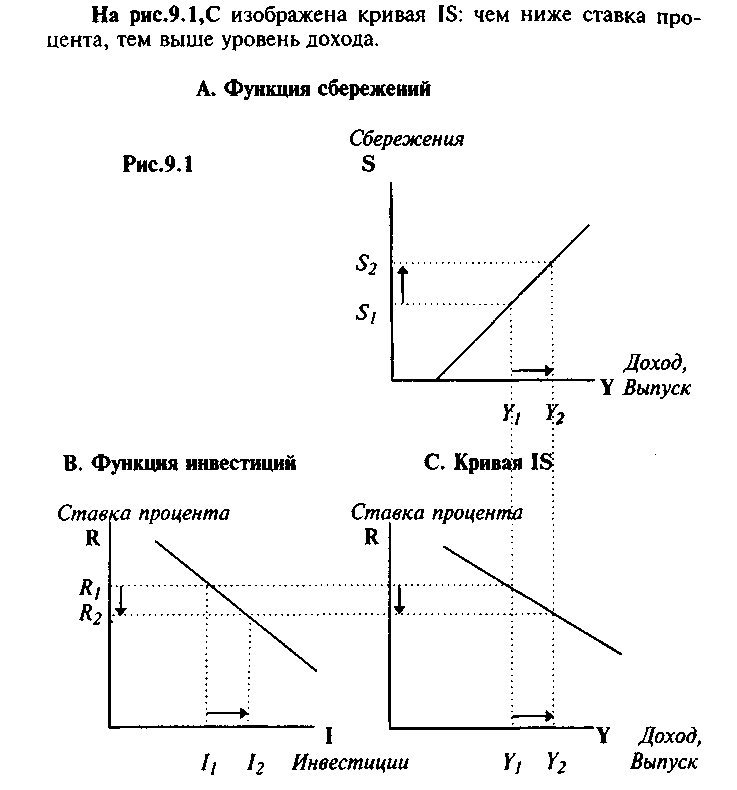 На рис.9.1,С изображена кривая IS: чем ниже ставка про-
цента, тем выше уровень дохода.
А. Функция сбережений
Сбережения
Рис.9.1
S
S2
S1
Доход,
Y Выпуск
Y1 Y2
В. Функция инвестиций
С. Кривая IS
Ставка процента
Ставка процента
R
R
R1
R2
I
Y Доход,
I1 I2 Инвестиции
Y1 Y2 Выпуск